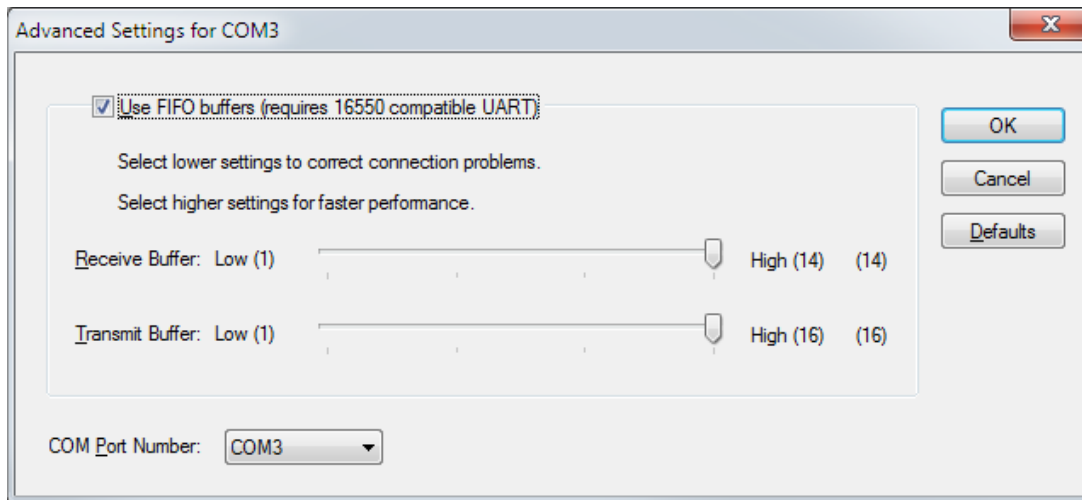 Advanced Settings for COM3
Use FIFO buffers (requires 16550 compatible UART)
OK
Select lower settings to correct connection problems.
Cancel
Select higher settings for faster performance.
Defaults
Receive Buffer: Low (1) High (14) (14)
Transmit Buffer: Low (1) High (16) (16)
COM Port Number: COM3